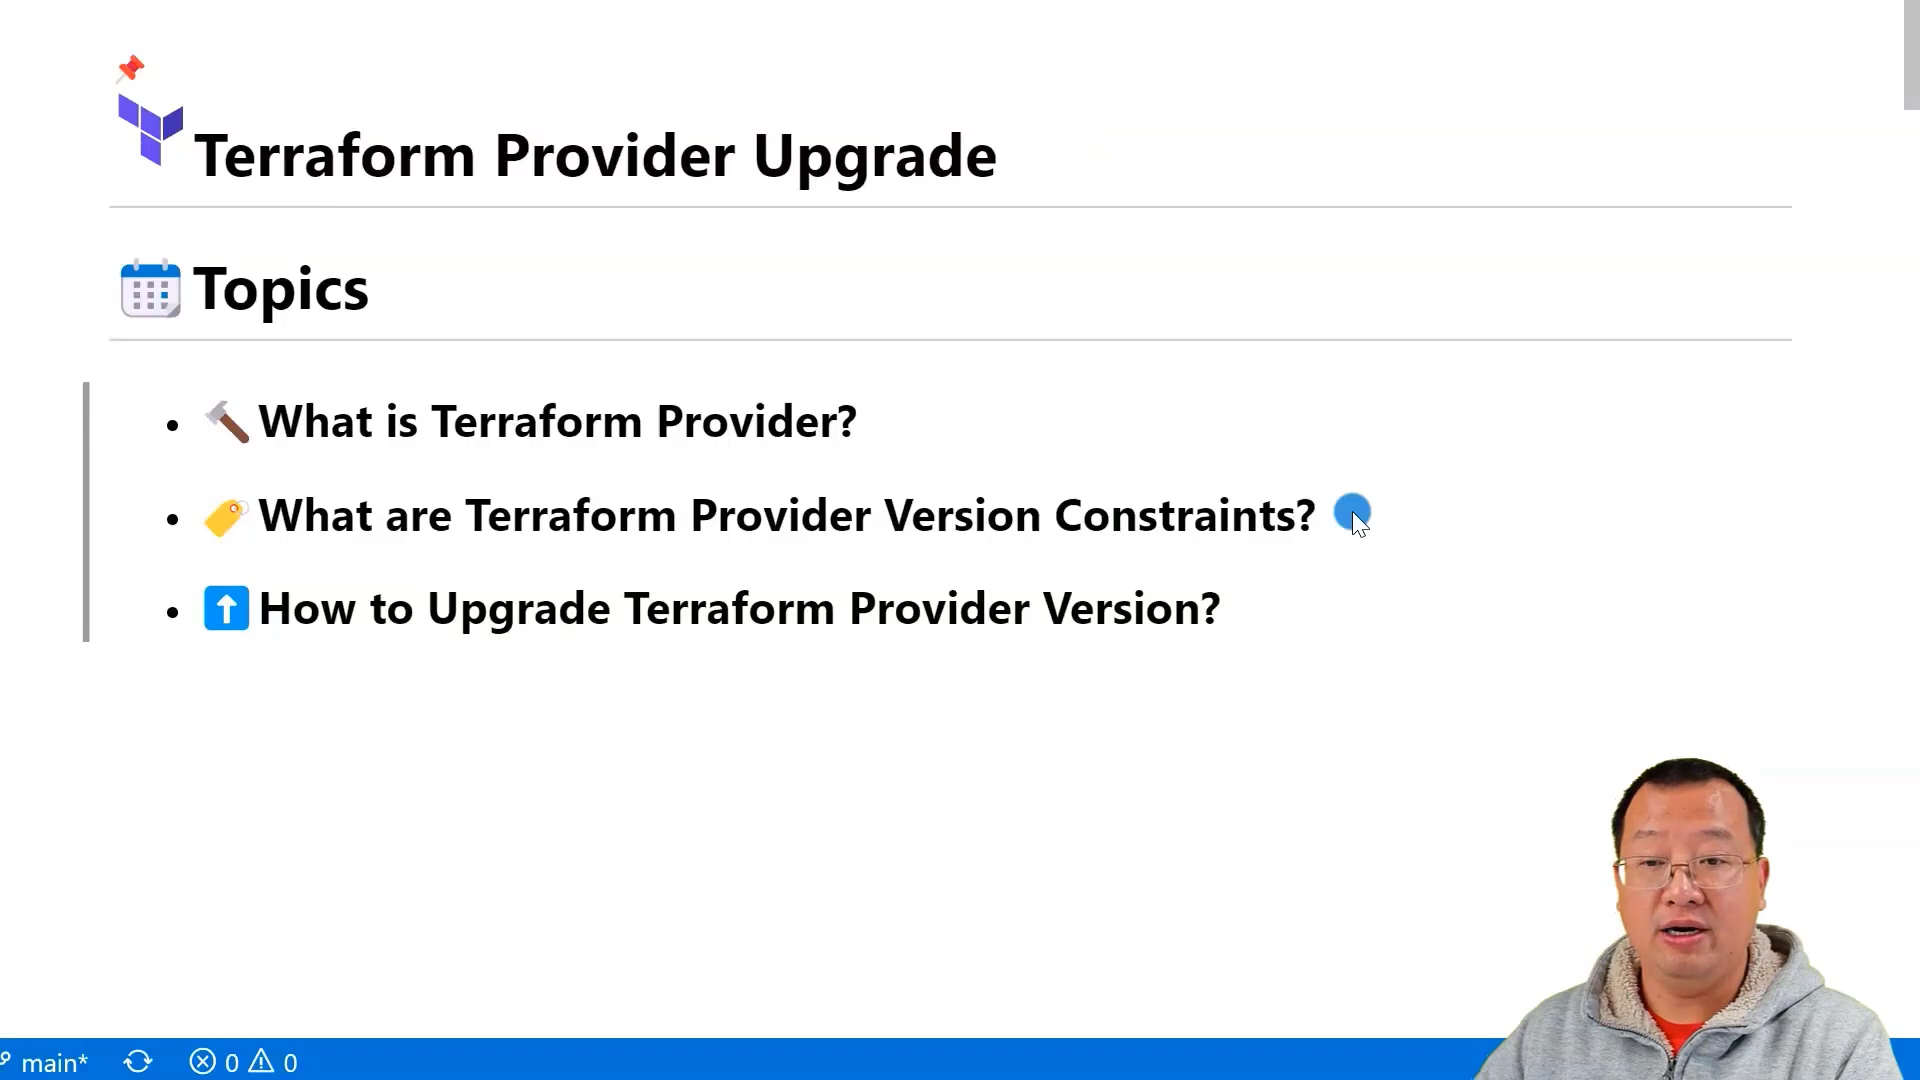 Terraform Provider Upgrade
Topics
What is Terraform Provider?
What are Terraform Provider Version Constraints?
How to Upgrade Terraform Provider Version?
main* 0 0